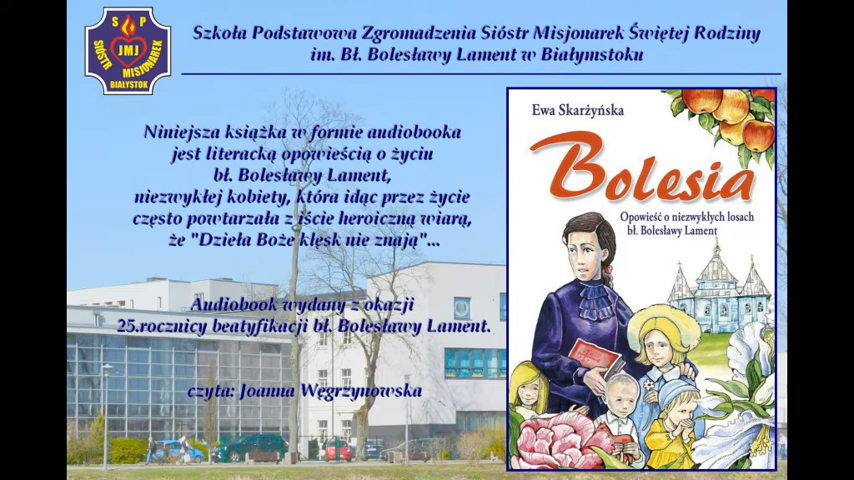 S P
SIÓSTR
JMJ
MISJONAREK
BIAŁYSTOK
Szkoła Podstawowa Zgromadzenia Sióstr Misjonarek Świętej Rodziny
im. Bł. Bolesławy Lament w Białymstoku
Niniejsza książka w formie audiobooka
jest literacką opowieścią o życiu
bł. Bolesławy Lament,
niezwykłej kobiety, która idąc przez życie
często powtarzała z iście heroiczną wiarą,
że "Dzieła Boże klęsk nie znają"...
Audiobook wydany z okazji
25.rocznicy beatyfikacji bł. Bolesławy Lament.
czyta: Joanna Węgrzynowska
Ewa Skarżyńska
Bolesia
Opowieść o niezwykłych losach
bł. Bolesławy Lament